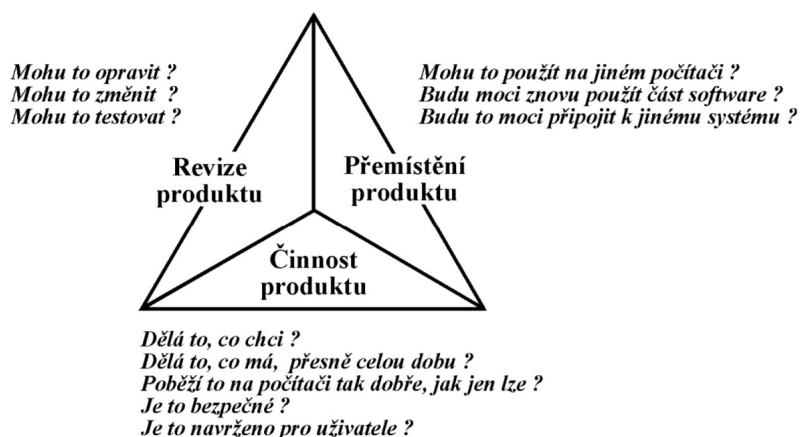 Mohu to opravit ?
Mohu to změnit ?
Mohu to testovat ?
Mohu to použít na jiném počítači ?
Budu moci znovu použít část software ?
Budu to moci připojit k jinému systému ?
Revize
produktu
Přemístění
produktu
Činnost
produktu
Dělá to, co chci ?
Dělá to, co má, přesně celou dobu ?
Poběží to na počítači tak dobře, jak jen lze ?
Je to bezpečné ?
Je to navrženo pro uživatele ?